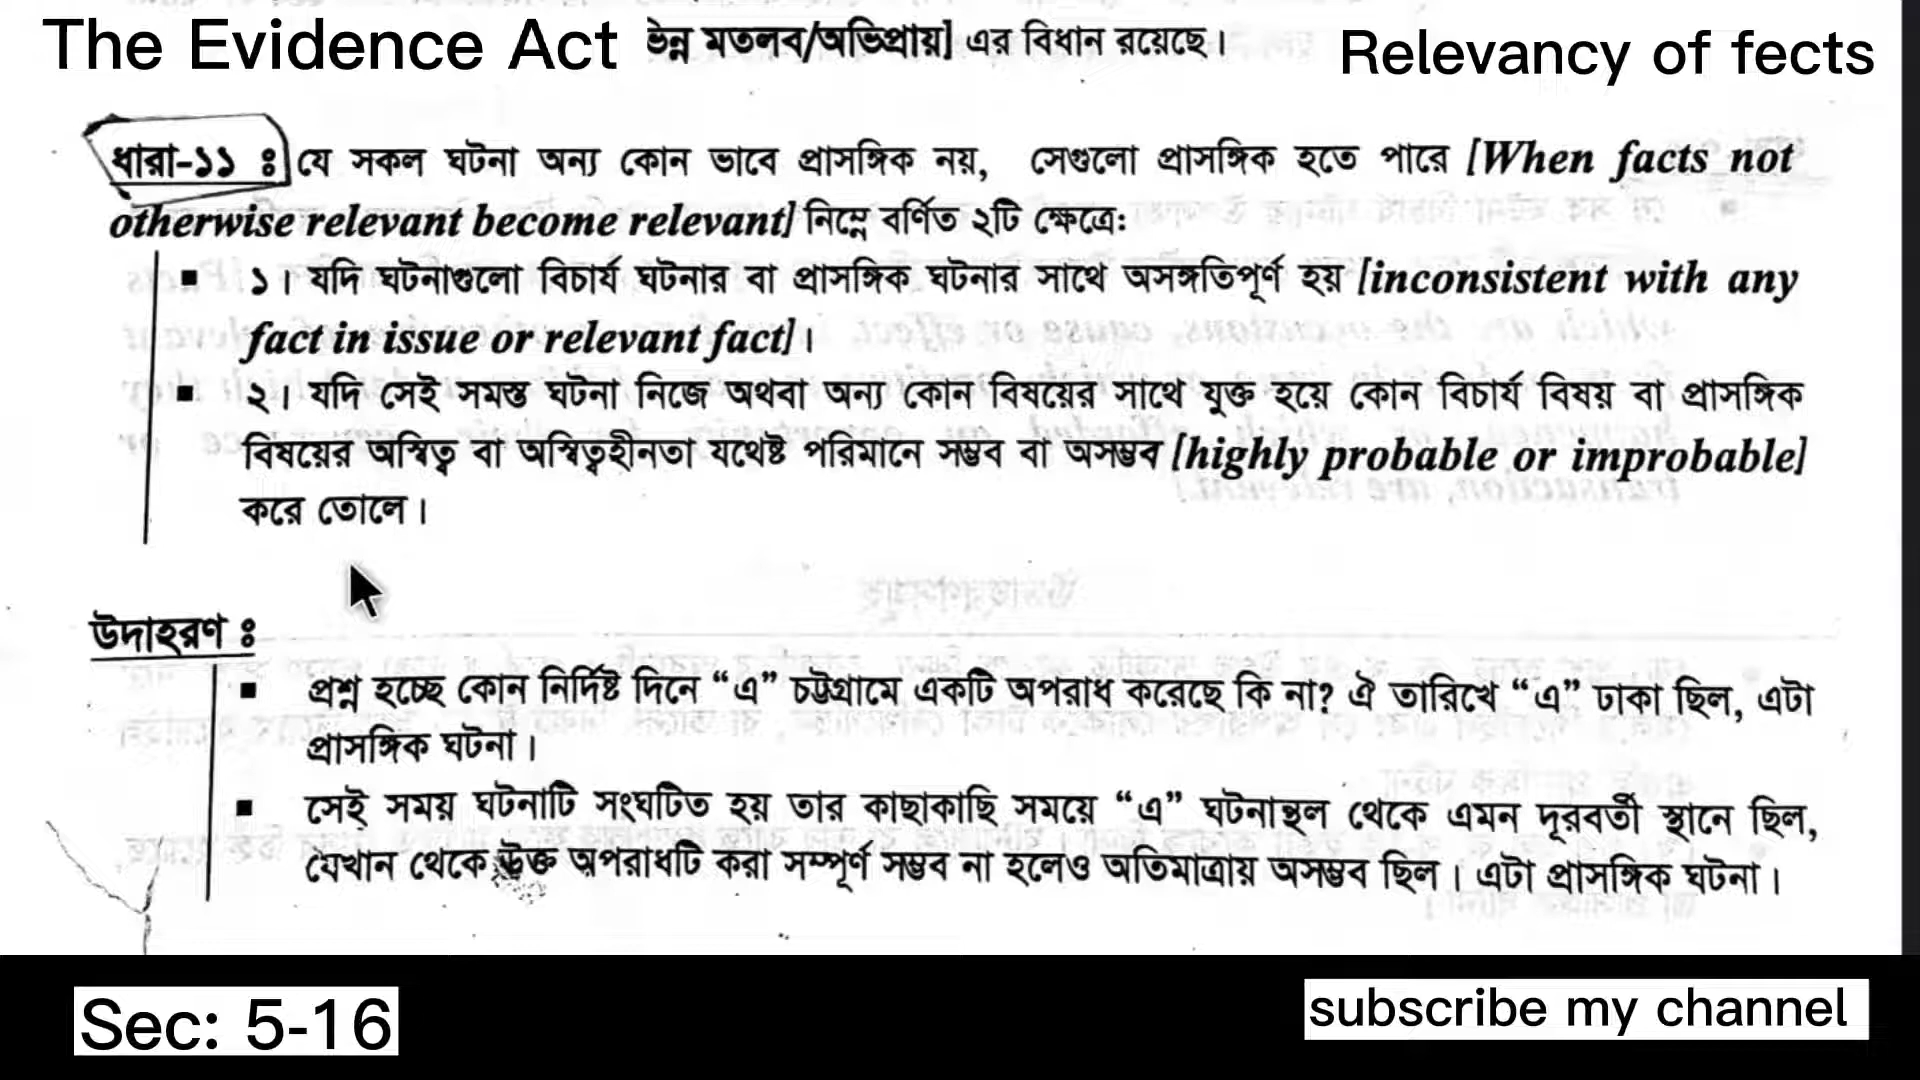 The Evidence Act
মতলব/অভিপ্রায়] এর বিধান রয়েছে।
Relevancy of fects
ধারা-১১ ঃ যে সকল ঘটনা অন্য কোন ভাবে প্রাসঙ্গিক নয়, সেগুলো প্রাসঙ্গিক হতে পারে [When facts not
otherwise relevant become relevant] নিম্নে বর্ণিত ২টি ক্ষেত্রে:
▪ ১। যদি ঘটনাগুলো বিচার্য ঘটনার বা প্রাসঙ্গিক ঘটনার সাথে অসঙ্গতিপূর্ণ হয় [inconsistent with any
fact in issue or relevant fact]।
▪ ২। যদি সেই সমস্ত ঘটনা নিজে অথবা অন্য কোন বিষয়ের সাথে যুক্ত হয়ে কোন বিচার্য বিষয় বা প্রাসঙ্গিক
বিষয়ের অস্বিত্ব বা অস্বিত্বহীনতা যথেষ্ট পরিমানে সম্ভব বা অসম্ভব [highly probable or improbable]
করে তোলে।
উদাহরণ ঃ
▪ প্রশ্ন হচ্ছে কোন নির্দিষ্ট দিনে “এ” চট্টগ্রামে একটি অপরাধ করেছে কি না? ঐ তারিখে “এ” ঢাকা ছিল, এটা
প্রাসঙ্গিক ঘটনা।
▪ সেই সময় ঘটনাটি সংঘটিত হয় তার কাছাকাছি সময়ে “এ” ঘটনাস্থল থেকে এমন দূরবর্তী স্থানে ছিল,
যেখান থেকে উক্ত অপরাধটি করা সম্পূর্ণ সম্ভব না হলেও অতিমাত্রায় অসম্ভব ছিল। এটা প্রাসঙ্গিক ঘটনা।
Sec: 5-16
subscribe my channel